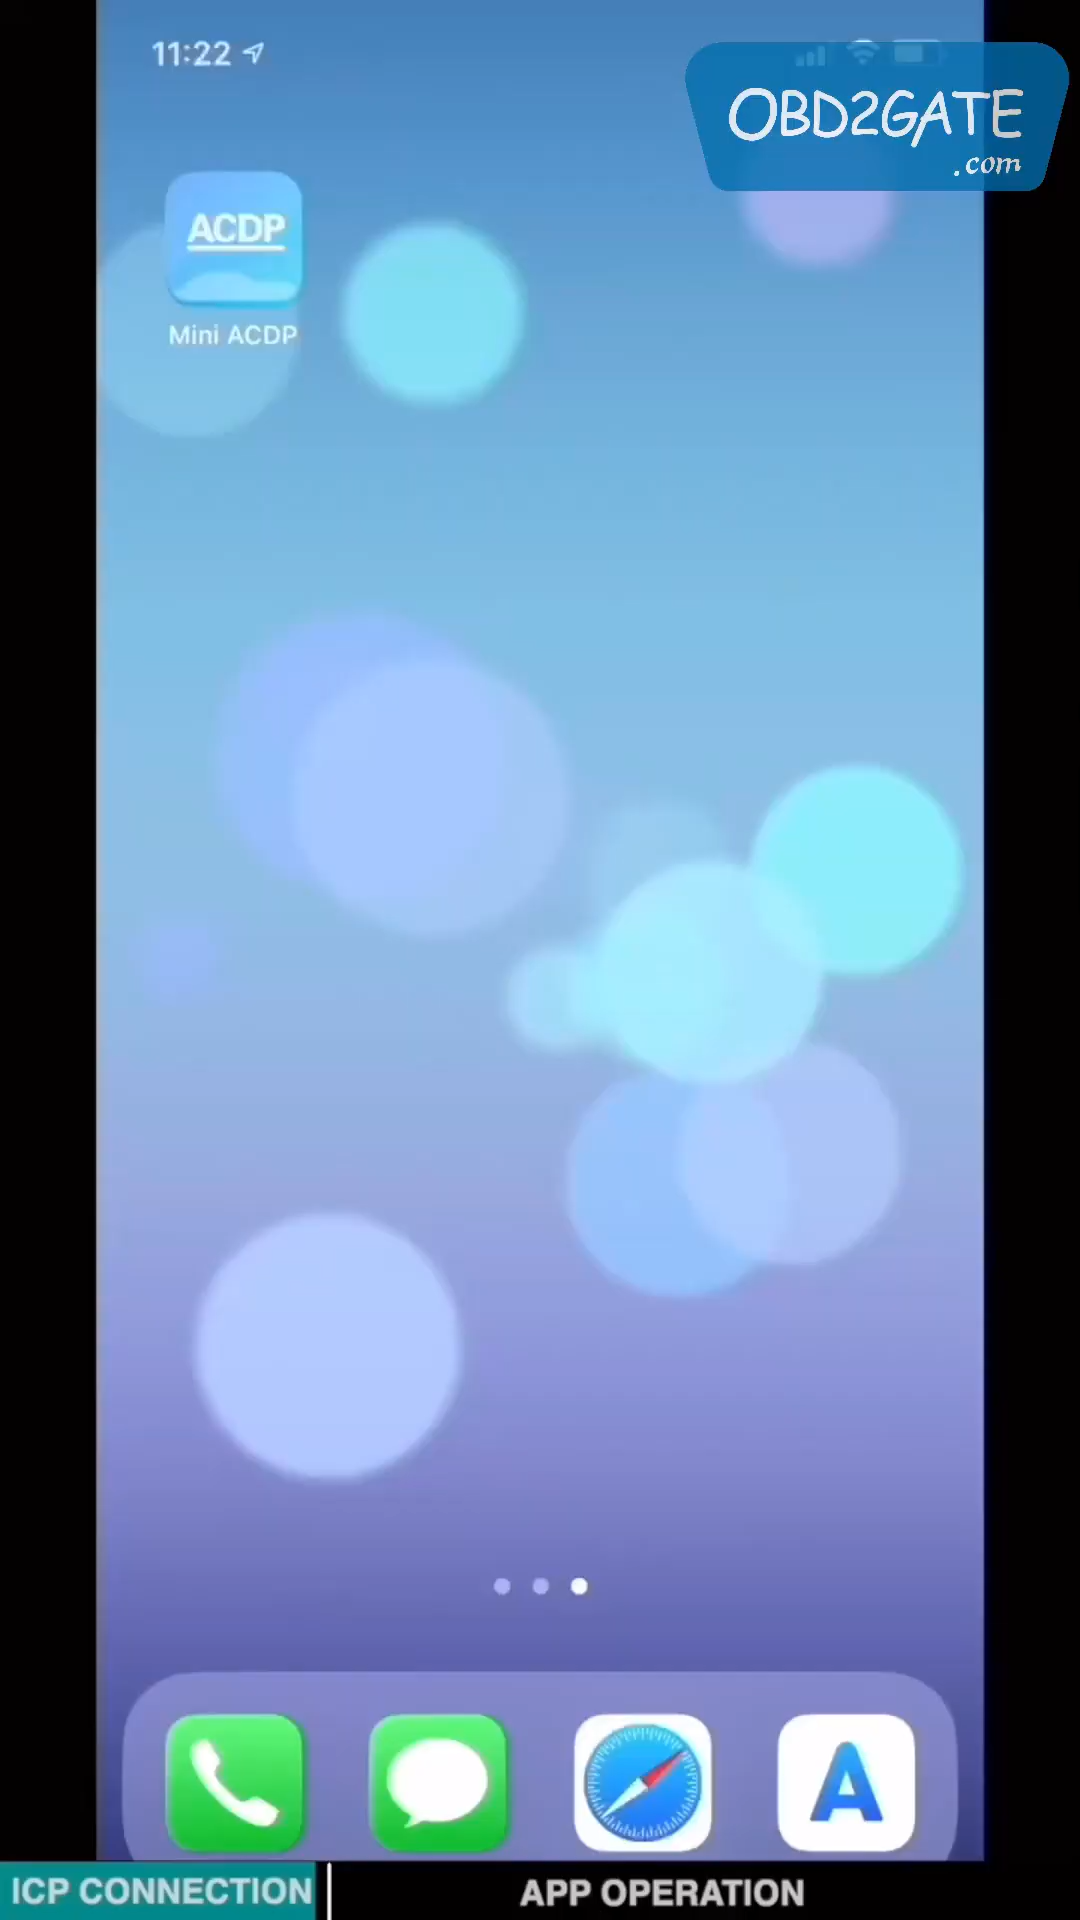 11:22
OBD2GATE
.com
ACDP
Mini ACDP
A
ICP CONNECTION
APP OPERATION